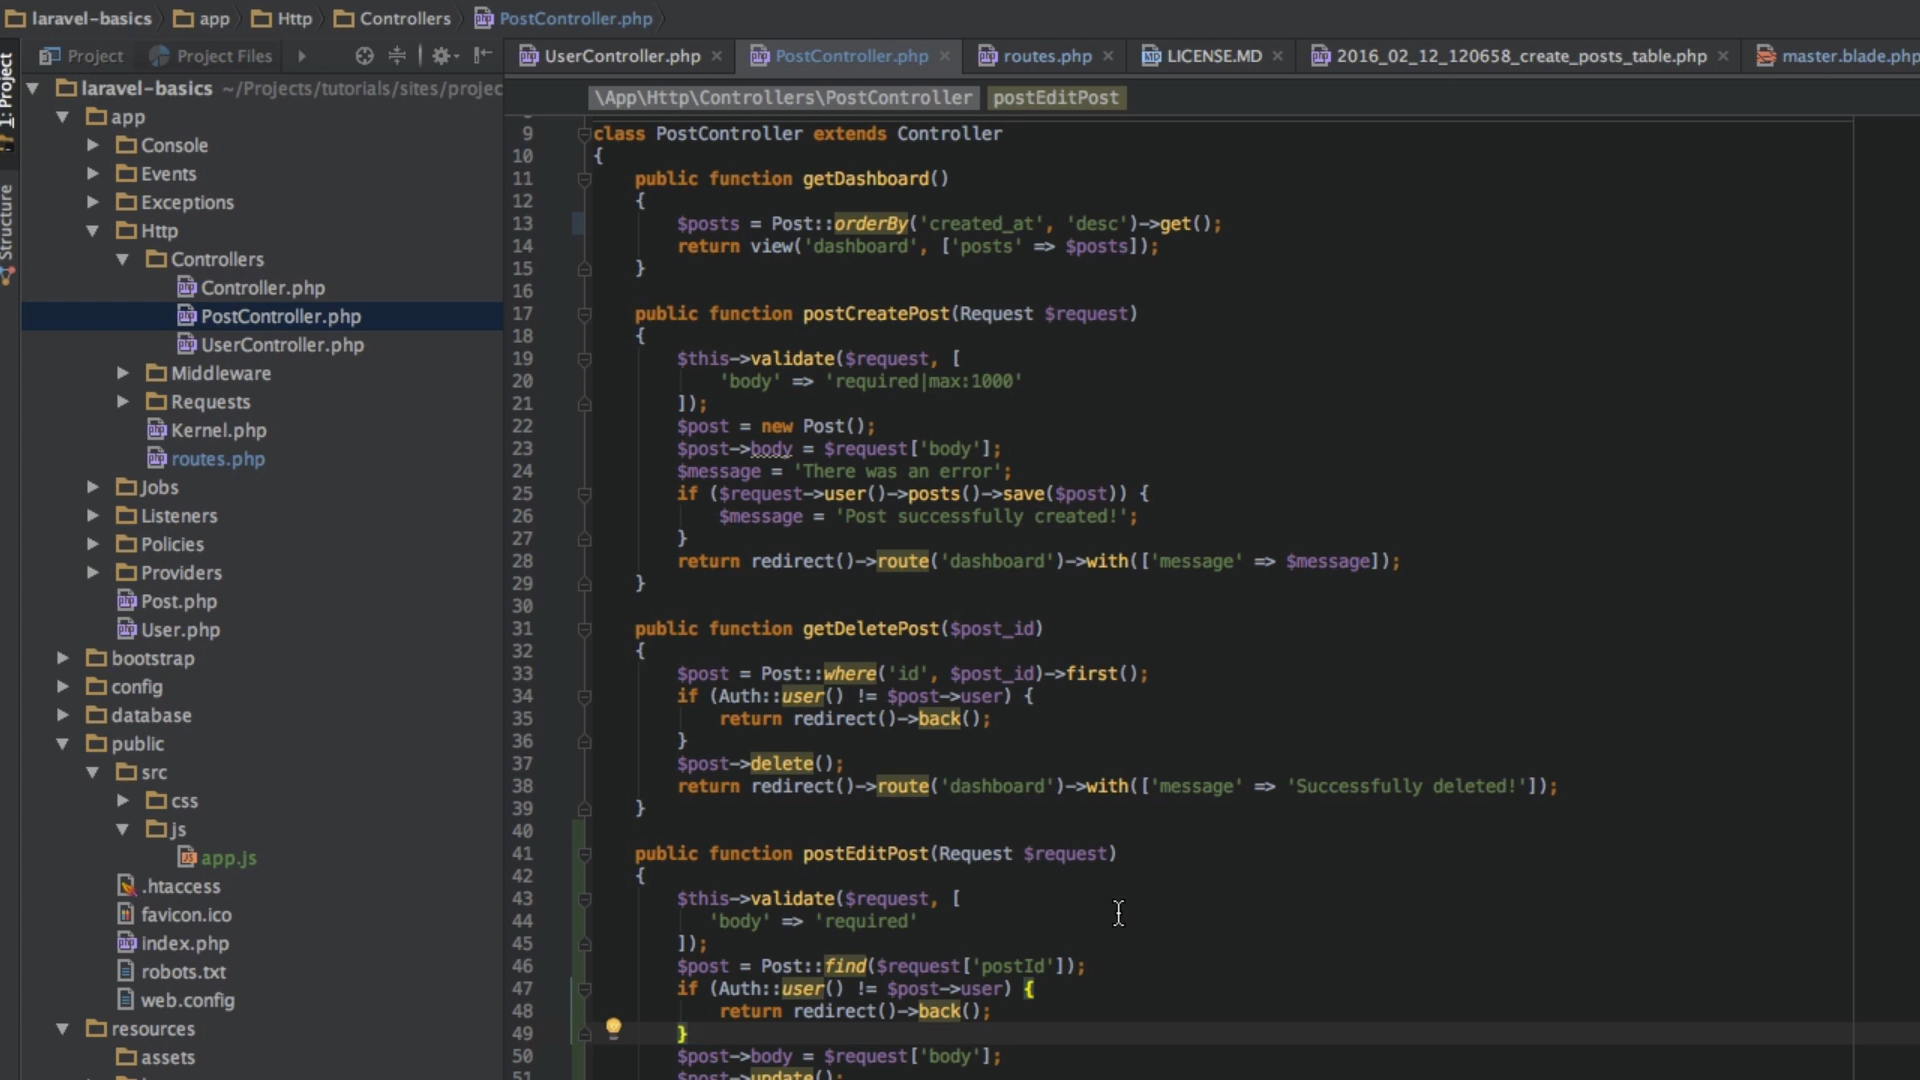 laravel-basics app Http Controllers PostController.php
1: Project
Structure
Project Project Files
UserController.php PostController.php routes.php LICENSE.MD 2016_02_12_120658_create_posts_table.php master.blade.php
laravel-basics ~/Projects/tutorials/sites/projec
app
Console
Events
Exceptions
Http
Controllers
Controller.php
PostController.php
UserController.php
Middleware
Requests
Kernel.php
routes.php
Jobs
Listeners
Policies
Providers
Post.php
User.php
bootstrap
config
database
public
src
css
js
app.js
.htaccess
favicon.ico
index.php
robots.txt
web.config
resources
assets
\App\Http\Controllers\PostController postEditPost
9 class PostController extends Controller
10 {
11 public function getDashboard()
12 {
13 $posts = Post::orderBy('created_at', 'desc')->get();
14 return view('dashboard', ['posts' => $posts]);
15 }
16
17 public function postCreatePost(Request $request)
18 {
19 $this->validate($request, [
20 'body' => 'required|max:1000'
21 ]);
22 $post = new Post();
23 $post->body = $request['body'];
24 $message = 'There was an error';
25 if ($request->user()->posts()->save($post)) {
26 $message = 'Post successfully created!';
27 }
28 return redirect()->route('dashboard')->with(['message' => $message]);
29 }
30
31 public function getDeletePost($post_id)
32 {
33 $post = Post::where('id', $post_id)->first();
34 if (Auth::user() != $post->user) {
35 return redirect()->back();
36 }
37 $post->delete();
38 return redirect()->route('dashboard')->with(['message' => 'Successfully deleted!']);
39 }
40
41 public function postEditPost(Request $request)
42 {
43 $this->validate($request, [
44 'body' => 'required'
45 ]);
46 $post = Post::find($request['postId']);
47 if (Auth::user() != $post->user) {
48 return redirect()->back();
49 }
50 $post->body = $request['body'];
51 $post->update();